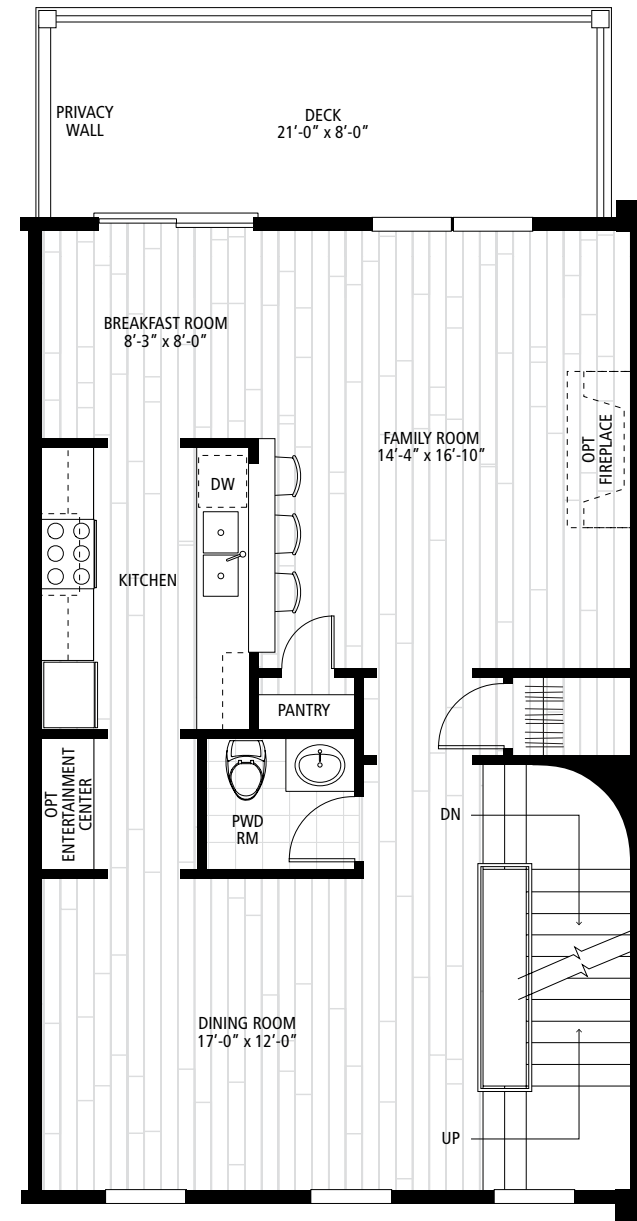 PRIVACY
WALL
DECK
21'-0" x 8'-0"
BREAKFAST ROOM
8'-3" x 8'-0"
FAMILY ROOM
14'-4" x 16'-10"
OPT
FIREPLACE
DW
KITCHEN
PANTRY
OPT
ENTERTAINMENT
CENTER
PWD
RM
DN
DINING ROOM
17'-0" x 12'-0"
UP